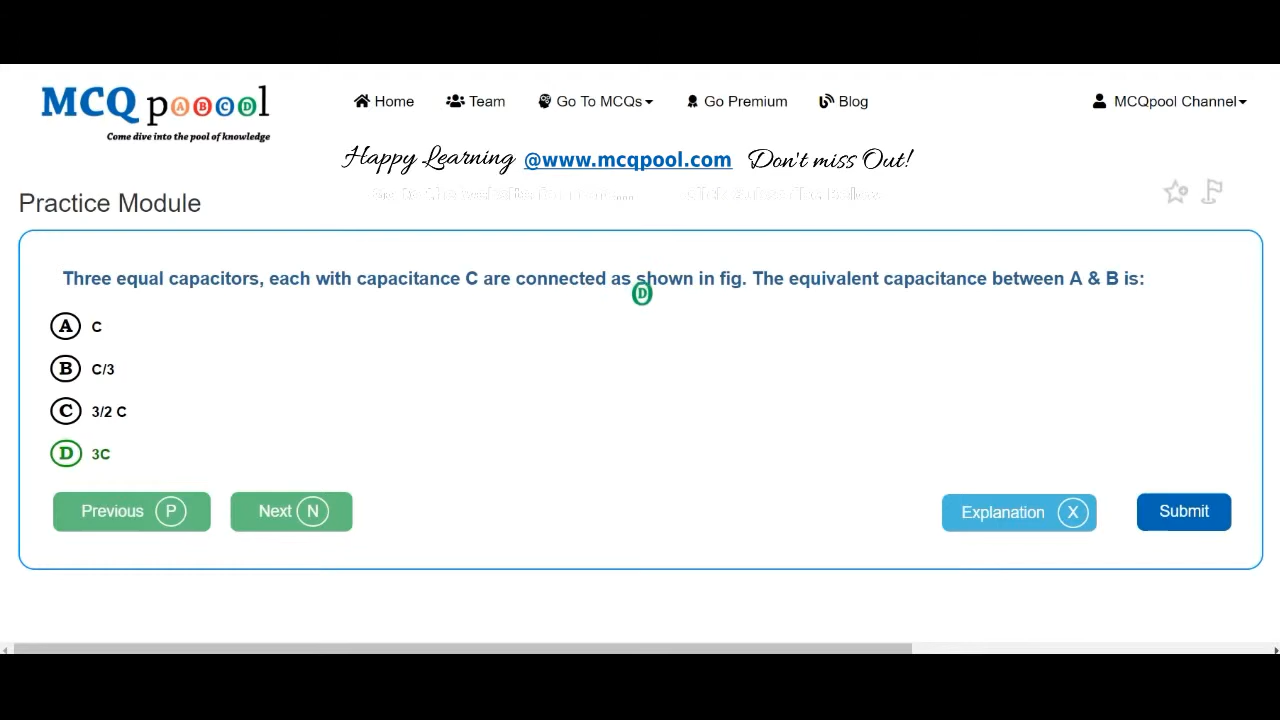 MCQ pooool
Come dive into the pool of knowledge
Home Team Go To MCQs Go Premium Blog MCQpool Channel
Happy Learning @www.mcqpool.com Don't miss Out!
Practice Module
Three equal capacitors, each with capacitance C are connected as shown in fig. The equivalent capacitance between A & B is:
D
A C
B C/3
C 3/2 C
D 3C
Previous P Next N Explanation X Submit